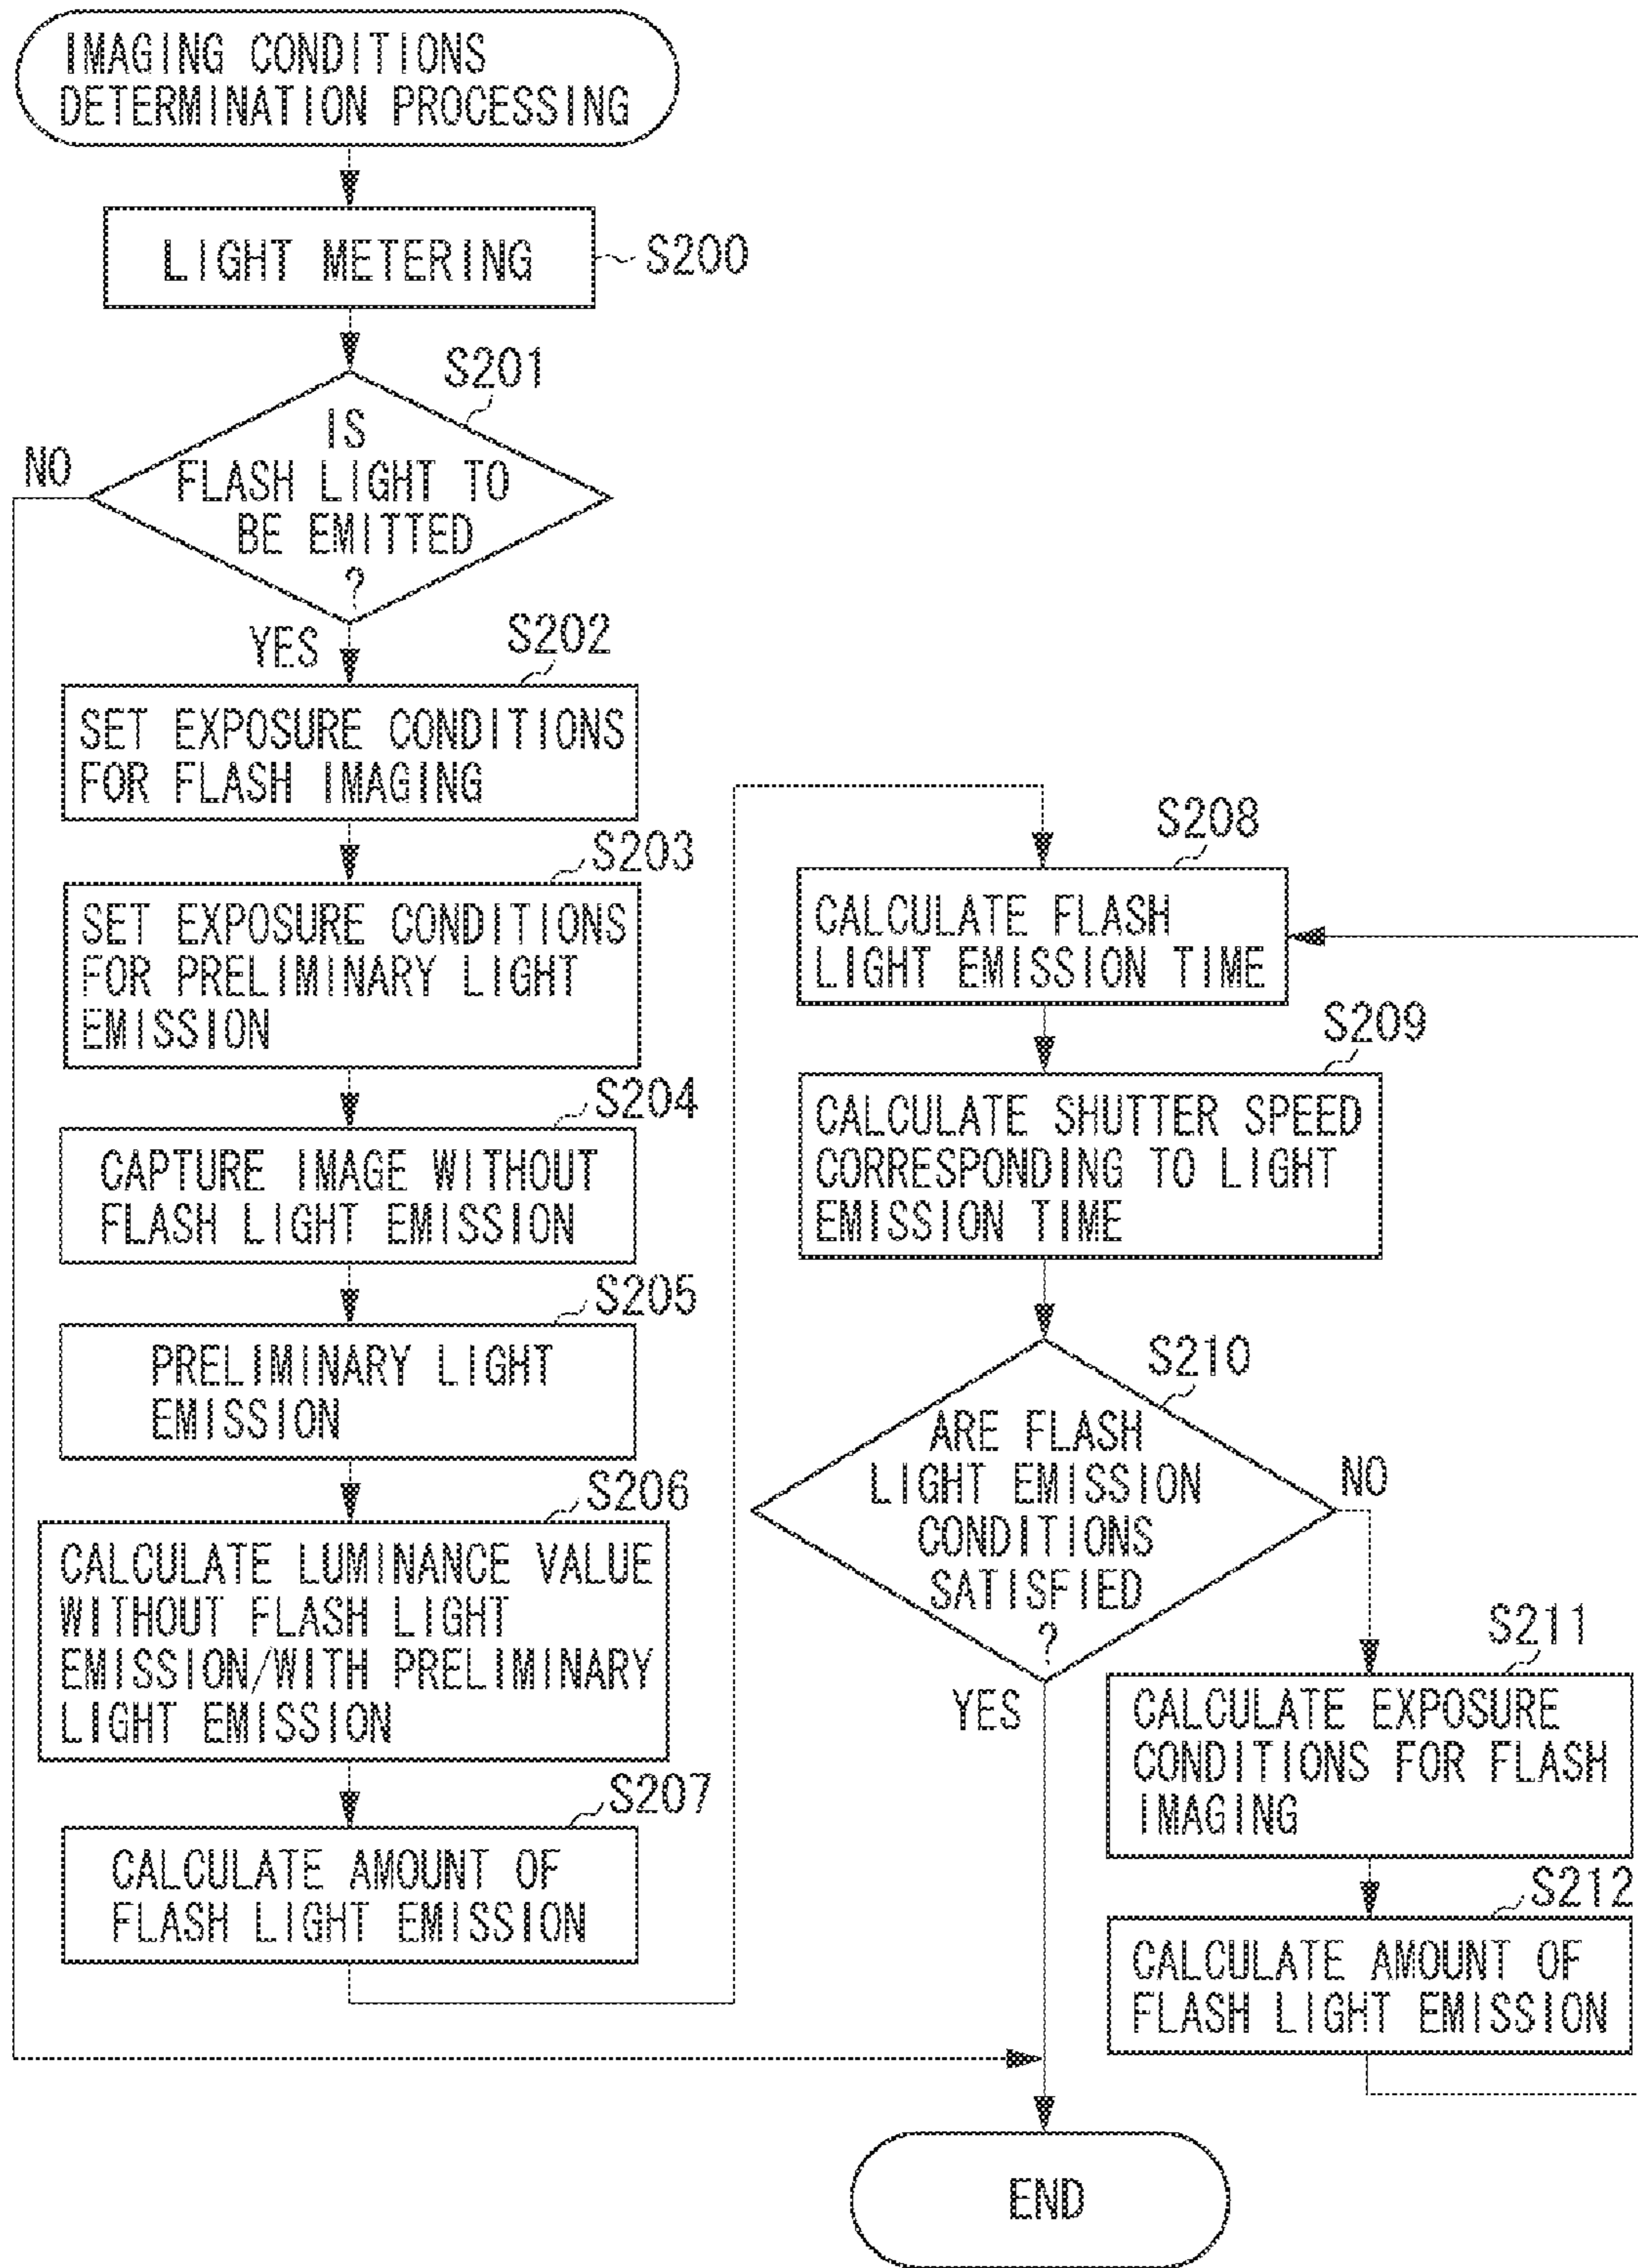 IMAGING CONDITIONS
DETERMINATION PROCESSING
LIGHT METERING
S200
S201
IS
FLASH LIGHT TO
BE EMITTED
?
NO
YES
S202
SET EXPOSURE CONDITIONS
FOR FLASH IMAGING
S203
SET EXPOSURE CONDITIONS
FOR PRELIMINARY LIGHT
EMISSION
S204
CAPTURE IMAGE WITHOUT
FLASH LIGHT EMISSION
S205
PRELIMINARY LIGHT
EMISSION
S206
CALCULATE LUMINANCE VALUE
WITHOUT FLASH LIGHT
EMISSION/WITH PRELIMINARY
LIGHT EMISSION
S207
CALCULATE AMOUNT OF
FLASH LIGHT EMISSION
S208
CALCULATE FLASH
LIGHT EMISSION TIME
S209
CALCULATE SHUTTER SPEED
CORRESPONDING TO LIGHT
EMISSION TIME
S210
ARE FLASH
LIGHT EMISSION
CONDITIONS
SATISFIED
?
NO
YES
S211
CALCULATE EXPOSURE
CONDITIONS FOR FLASH
IMAGING
S212
CALCULATE AMOUNT OF
FLASH LIGHT EMISSION
END